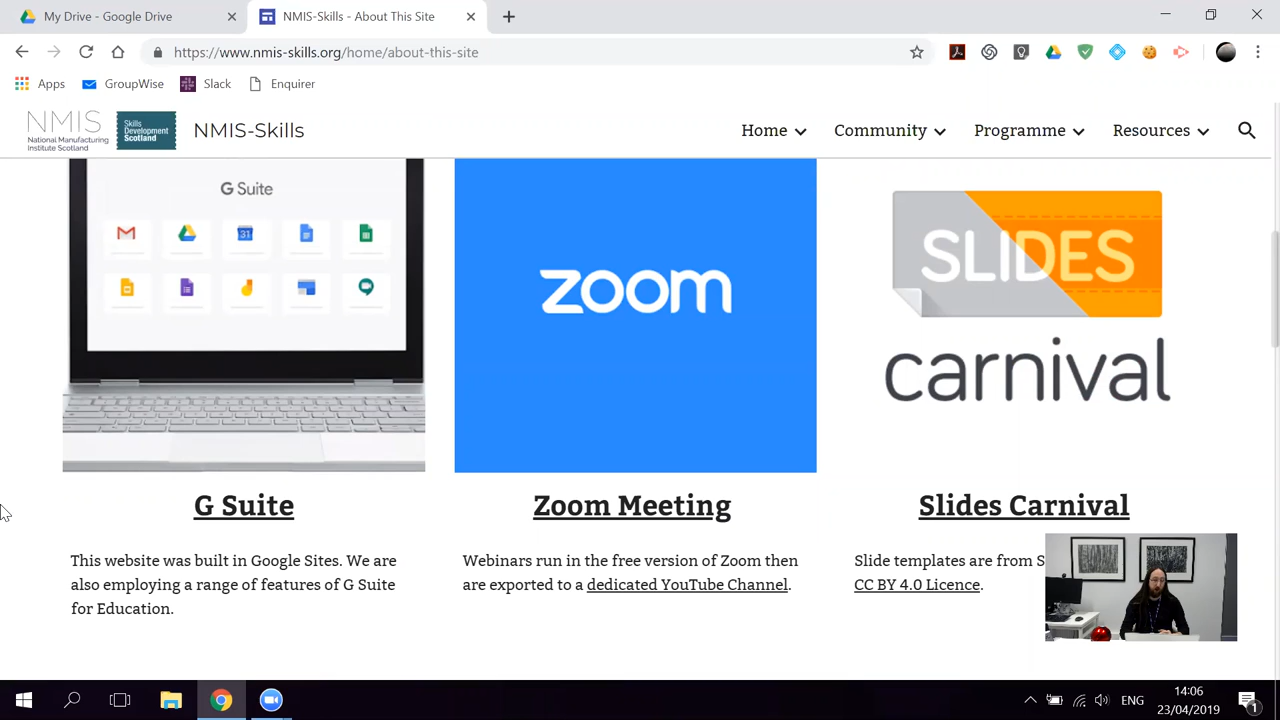 My Drive - Google Drive
NMIS-Skills - About This Site
https://www.nmis-skills.org/home/about-this-site
Apps
GroupWise
Slack
Enquirer
NMIS
National Manufacturing
Institute Scotland
Skills
Development
Scotland
NMIS-Skills
Home
Community
Programme
Resources
G Suite
zoom
SLIDES
carnival
G Suite
Zoom Meeting
Slides Carnival
This website was built in Google Sites. We are
also employing a range of features of G Suite
for Education.
Webinars run in the free version of Zoom then
are exported to a dedicated YouTube Channel.
Slide templates are from S
CC BY 4.0 Licence.
ENG
14:06
23/04/2019
1